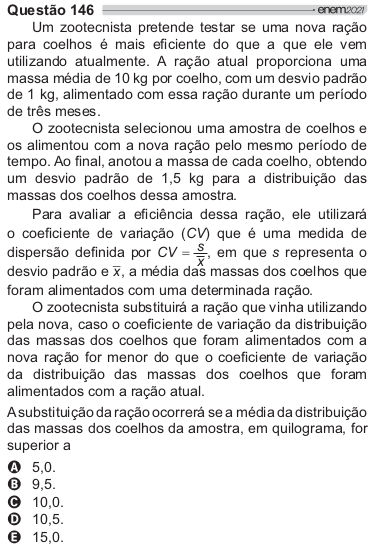 Questão 146 enem2021
Um zootecnista pretende testar se uma nova ração
para coelhos é mais eficiente do que a que ele vem
utilizando atualmente. A ração atual proporciona uma
massa média de 10 kg por coelho, com um desvio padrão
de 1 kg, alimentado com essa ração durante um período
de três meses.
O zootecnista selecionou uma amostra de coelhos e
os alimentou com a nova ração pelo mesmo período de
tempo. Ao final, anotou a massa de cada coelho, obtendo
um desvio padrão de 1,5 kg para a distribuição das
massas dos coelhos dessa amostra.
Para avaliar a eficiência dessa ração, ele utilizará
o coeficiente de variação (CV) que é uma medida de
dispersão definida por CV = s/x̅, em que s representa o
desvio padrão e x̅, a média das massas dos coelhos que
foram alimentados com uma determinada ração.
O zootecnista substituirá a ração que vinha utilizando
pela nova, caso o coeficiente de variação da distribuição
das massas dos coelhos que foram alimentados com a
nova ração for menor do que o coeficiente de variação
da distribuição das massas dos coelhos que foram
alimentados com a ração atual.
A substituição da ração ocorrerá se a média da distribuição
das massas dos coelhos da amostra, em quilograma, for
superior a
A 5,0.
B 9,5.
C 10,0.
D 10,5.
E 15,0.